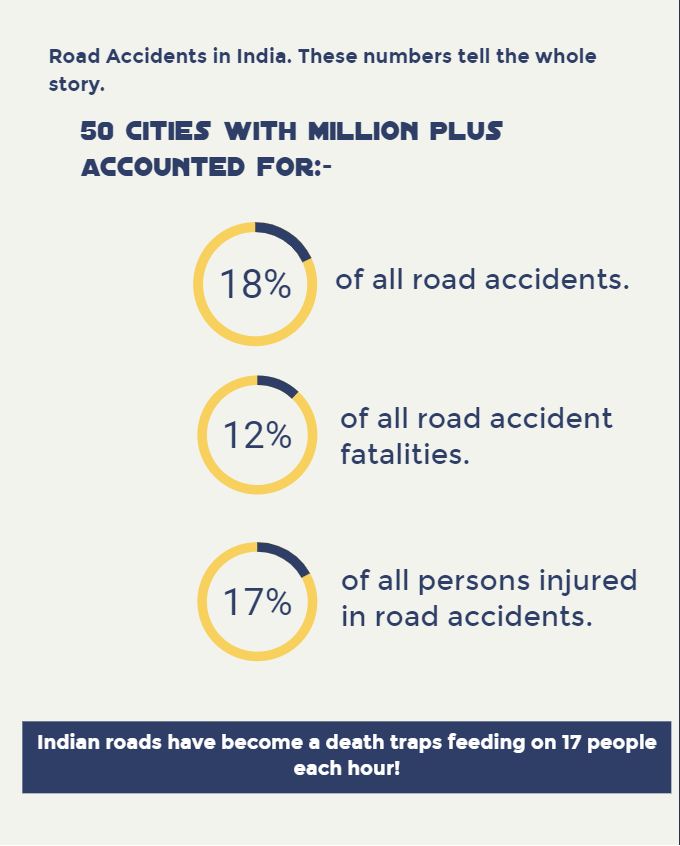 Road Accidents in India. These numbers tell the whole
story.
50 CITIES WITH MILLION PLUS
ACCOUNTED FOR:-
18%
of all road accidents.
12%
of all road accident
fatalities.
17%
of all persons injured
in road accidents.
Indian roads have become a death traps feeding on 17 people
each hour!